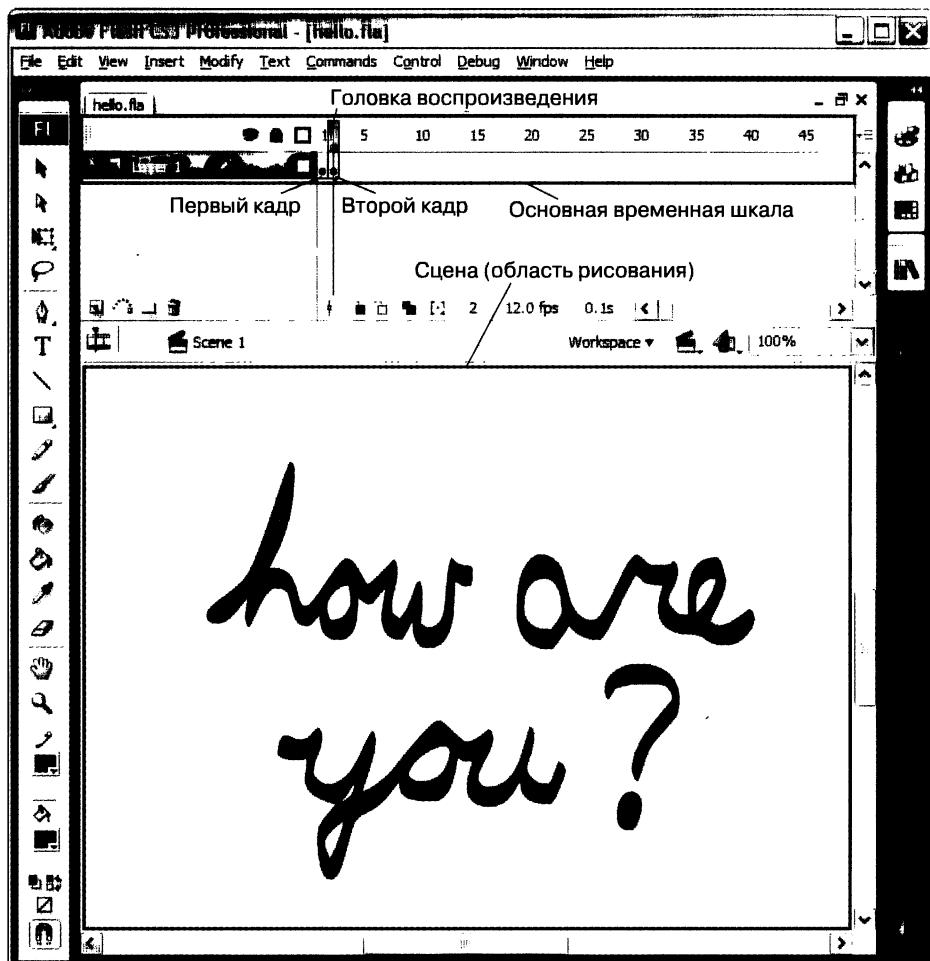 Adobe Flash CS3 Professional - [hello.fla]
File Edit View Insert Modify Text Commands Control Debug Window Help
hello.fla
Головка воспроизведения
Fl
1 5 10 15 20 25 30 35 40 45
Layer 1
Первый кадр Второй кадр Основная временная шкала
Сцена (область рисования)
2 12.0 fps 0.1s
T
Scene 1 Workspace 100%
how are
you?